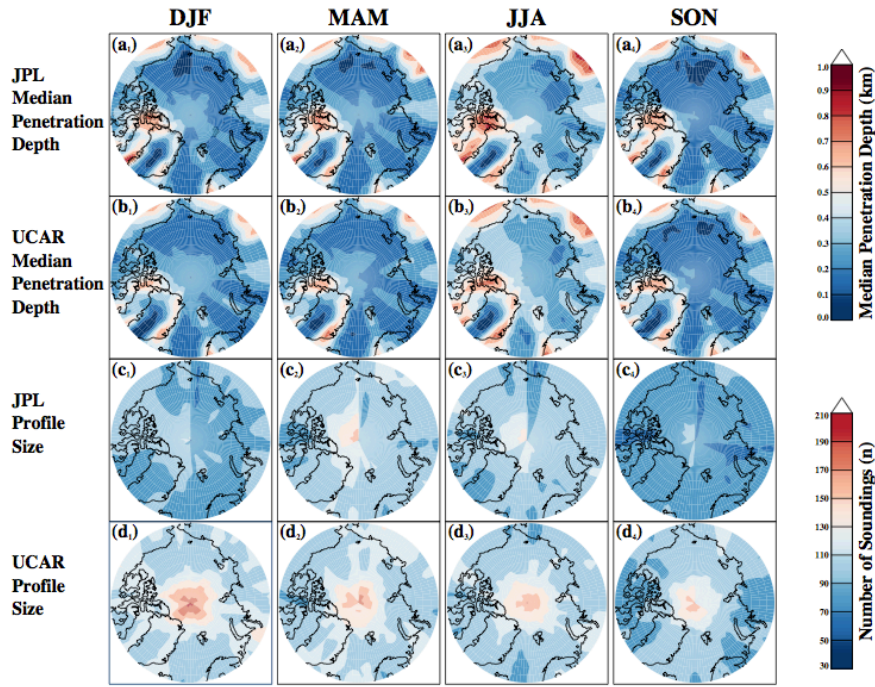 DJF MAM JJA SON
JPL
Median
Penetration
Depth
(a₁) (a₂) (a₃) (a₄)
UCAR
Median
Penetration
Depth
(b₁) (b₂) (b₃) (b₄)
JPL
Profile
Size
(c₁) (c₂) (c₃) (c₄)
UCAR
Profile
Size
(d₁) (d₂) (d₃) (d₄)
1.0
0.9
0.8
0.7
0.6
0.5
0.4
0.3
0.2
0.1
0.0
Median Penetration Depth (km)
210
190
170
150
130
110
90
70
50
30
Number of Soundings (n)